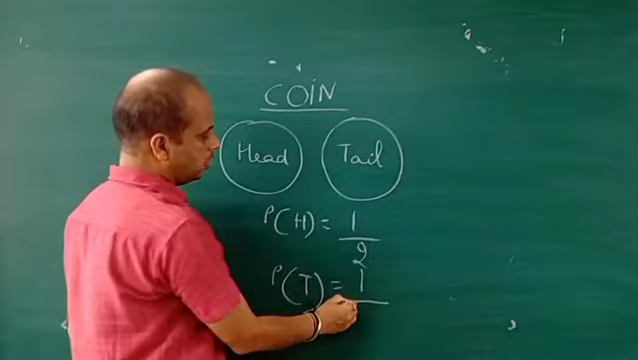 COIN
Head Tail
P(H) = 1/2
P(T) = 1/